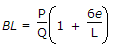 BL = P/Q (1 + 6e/L)